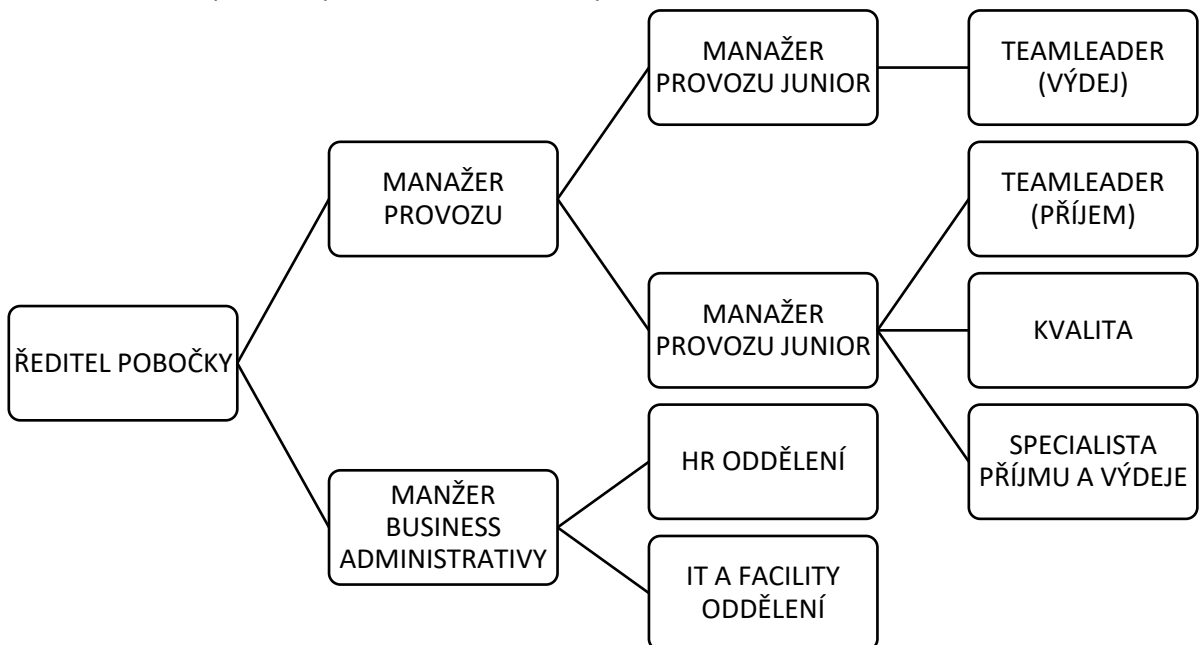 MANAŽER
PROVOZU JUNIOR
TEAMLEADER
(VÝDEJ)
MANAŽER
PROVOZU
TEAMLEADER
(PŘÍJEM)
ŘEDITEL POBOČKY
MANAŽER
PROVOZU JUNIOR
KVALITA
HR ODDĚLENÍ
SPECIALISTA
PŘÍJMU A VÝDEJE
MANŽER
BUSINESS
ADMINISTRATIVY
IT A FACILITY
ODDĚLENÍ